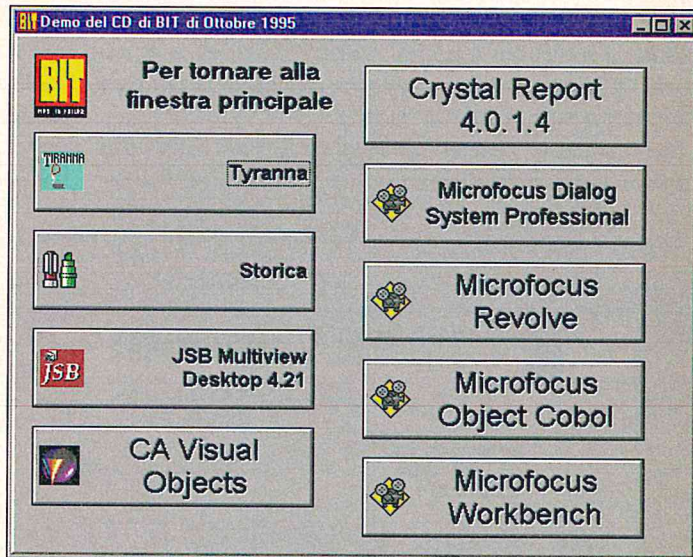 BIT Demo del CD di BIT di Ottobre 1995
BIT
Per tornare alla
finestra principale
TIRANNA
Tyranna
Storica
JSB
JSB Multiview
Desktop 4.21
CA Visual
Objects
Crystal Report
4.0.1.4
Microfocus Dialog
System Professional
Microfocus
Revolve
Microfocus
Object Cobol
Microfocus
Workbench